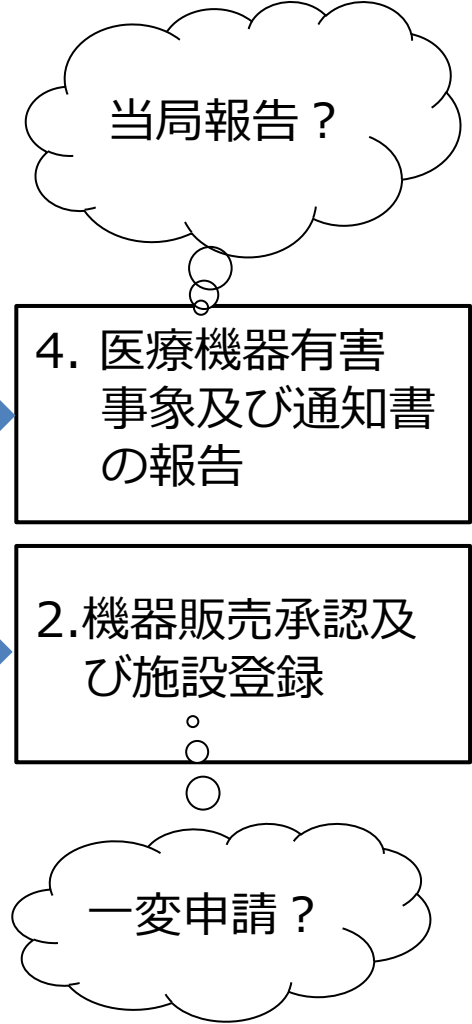 当局報告？
4. 医療機器有害
事象及び通知書
の報告
2.機器販売承認及
び施設登録
一変申請？